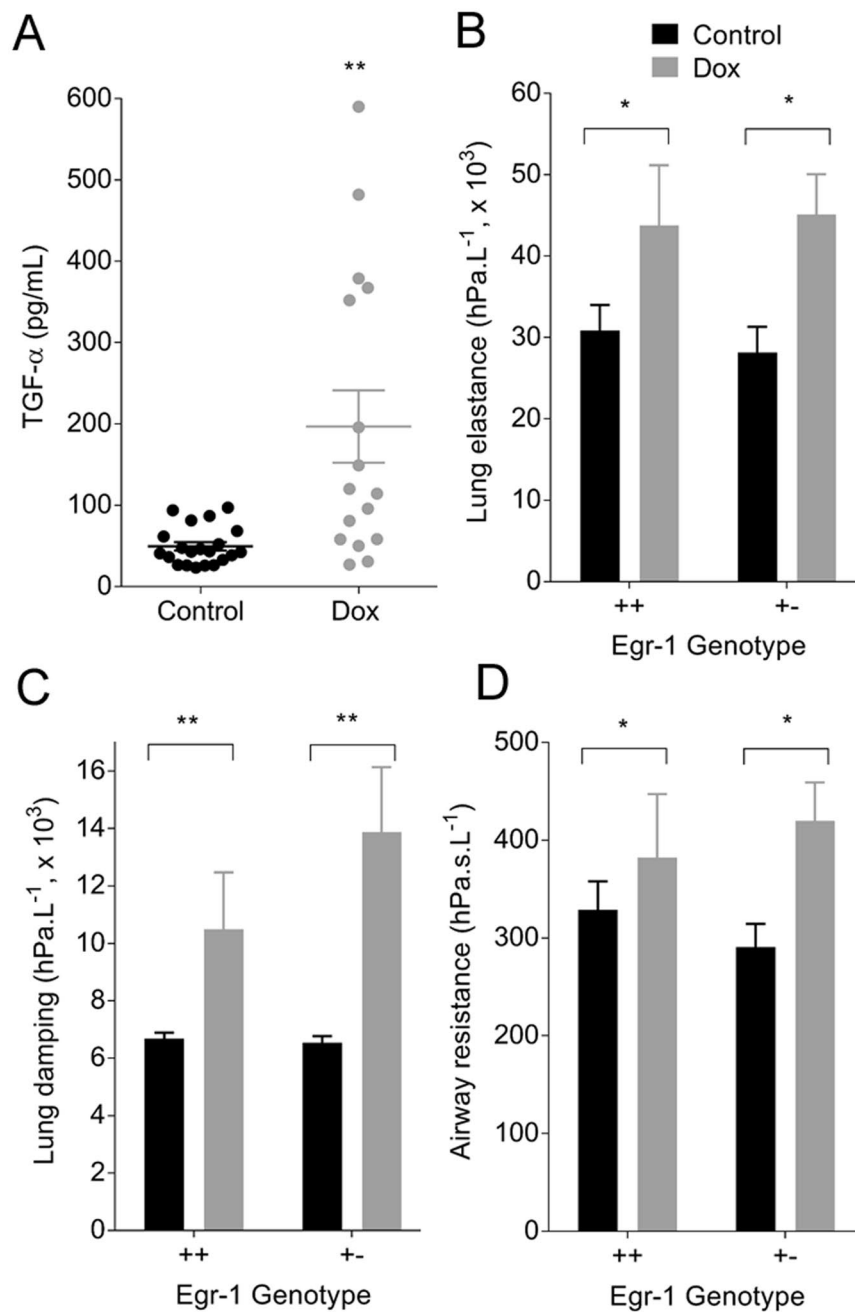 A
**
600
500
400
300
200
100
0
TGF-α (pg/mL)
Control
Dox
B
Control
Dox
*
*
60
50
40
30
20
10
0
Lung elastance (hPa.L⁻¹, x 10³)
++
+-
Egr-1 Genotype
C
**
**
16
14
12
10
8
6
4
2
0
Lung damping (hPa.L⁻¹, x 10³)
++
+-
Egr-1 Genotype
D
*
*
500
400
300
200
100
0
Airway resistance (hPa.s.L⁻¹)
++
+-
Egr-1 Genotype